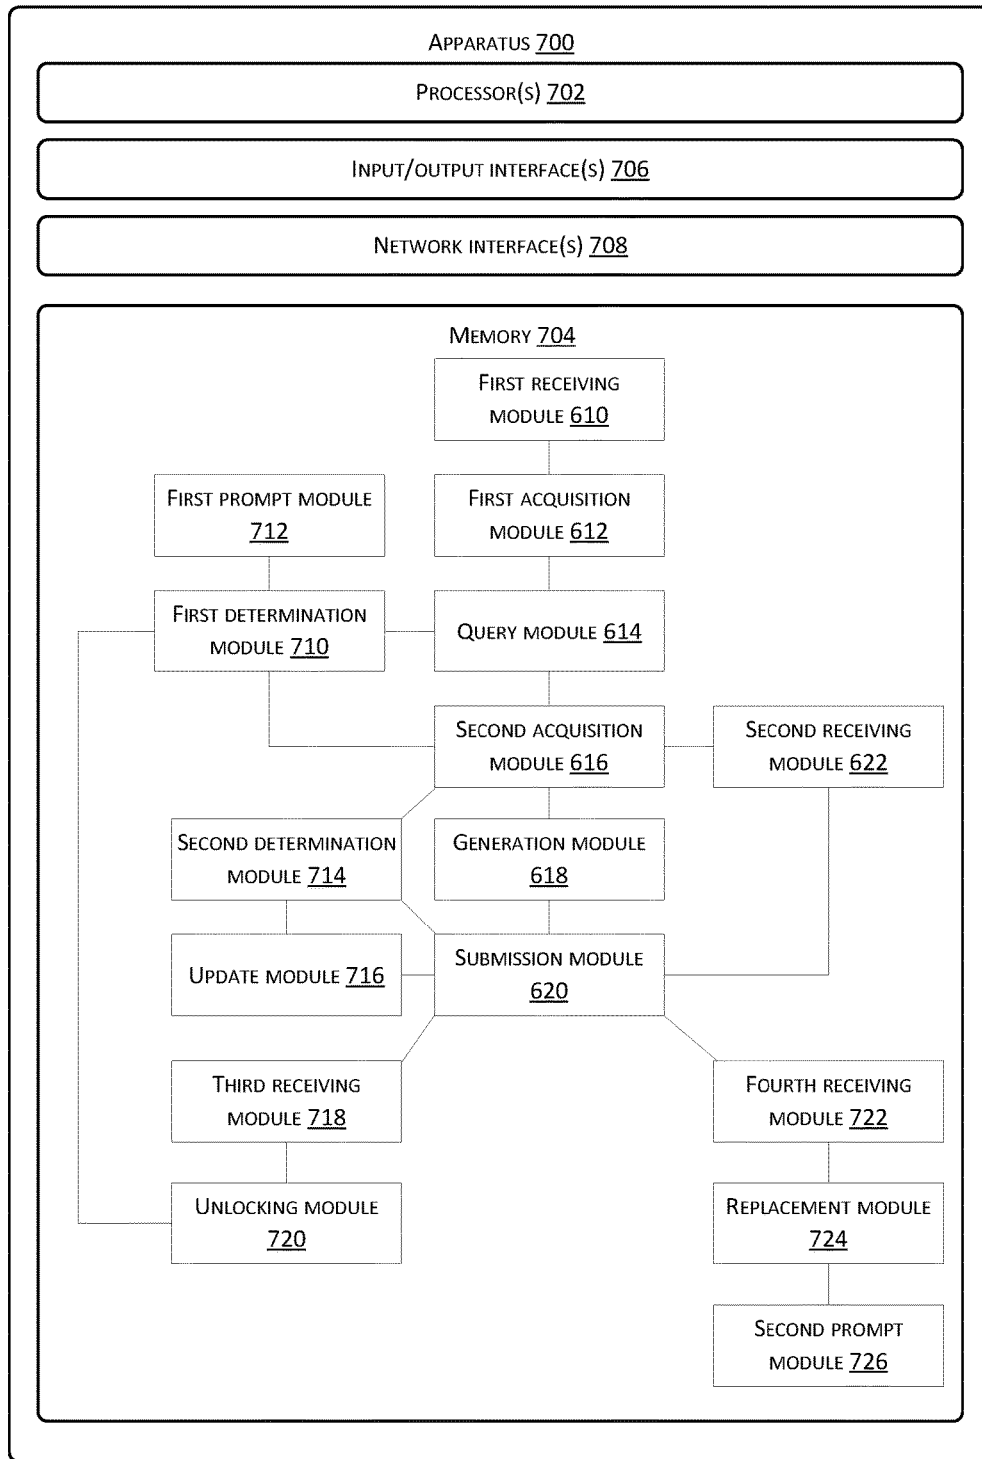 APPARATUS 700
PROCESSOR(S) 702
INPUT/OUTPUT INTERFACE(S) 706
NETWORK INTERFACE(S) 708
MEMORY 704
FIRST RECEIVING
MODULE 610
FIRST PROMPT MODULE
712
FIRST ACQUISITION
MODULE 612
FIRST DETERMINATION
MODULE 710
QUERY MODULE 614
SECOND ACQUISITION
MODULE 616
SECOND RECEIVING
MODULE 622
SECOND DETERMINATION
MODULE 714
GENERATION MODULE
618
UPDATE MODULE 716
SUBMISSION MODULE
620
THIRD RECEIVING
MODULE 718
FOURTH RECEIVING
MODULE 722
UNLOCKING MODULE
720
REPLACEMENT MODULE
724
SECOND PROMPT
MODULE 726